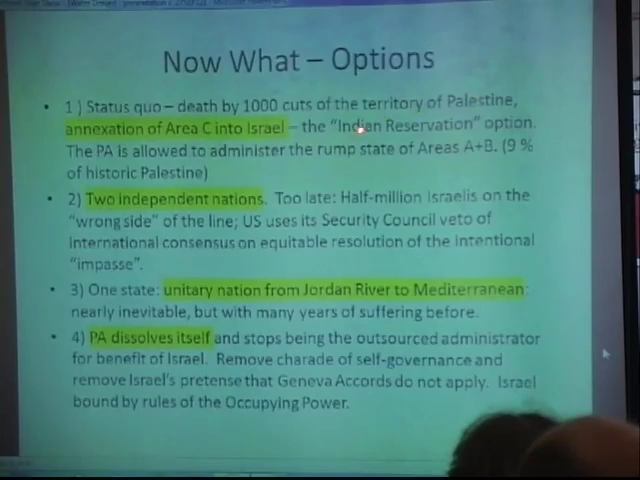 Now What – Options
• 1 ) Status quo – death by 1000 cuts of the territory of Palestine,
annexation of Area C into Israel – the “Indian Reservation” option.
The PA is allowed to administer the rump state of Areas A+B. (9 %
of historic Palestine)
• 2) Two independent nations. Too late: Half-million Israelis on the
“wrong side” of the line; US uses its Security Council veto of
international consensus on equitable resolution of the intentional
“impasse”.
• 3) One state: unitary nation from Jordan River to Mediterranean:
nearly inevitable, but with many years of suffering before.
• 4) PA dissolves itself and stops being the outsourced administrator
for benefit of Israel. Remove charade of self-governance and
remove Israel's pretense that Geneva Accords do not apply. Israel
bound by rules of the Occupying Power.